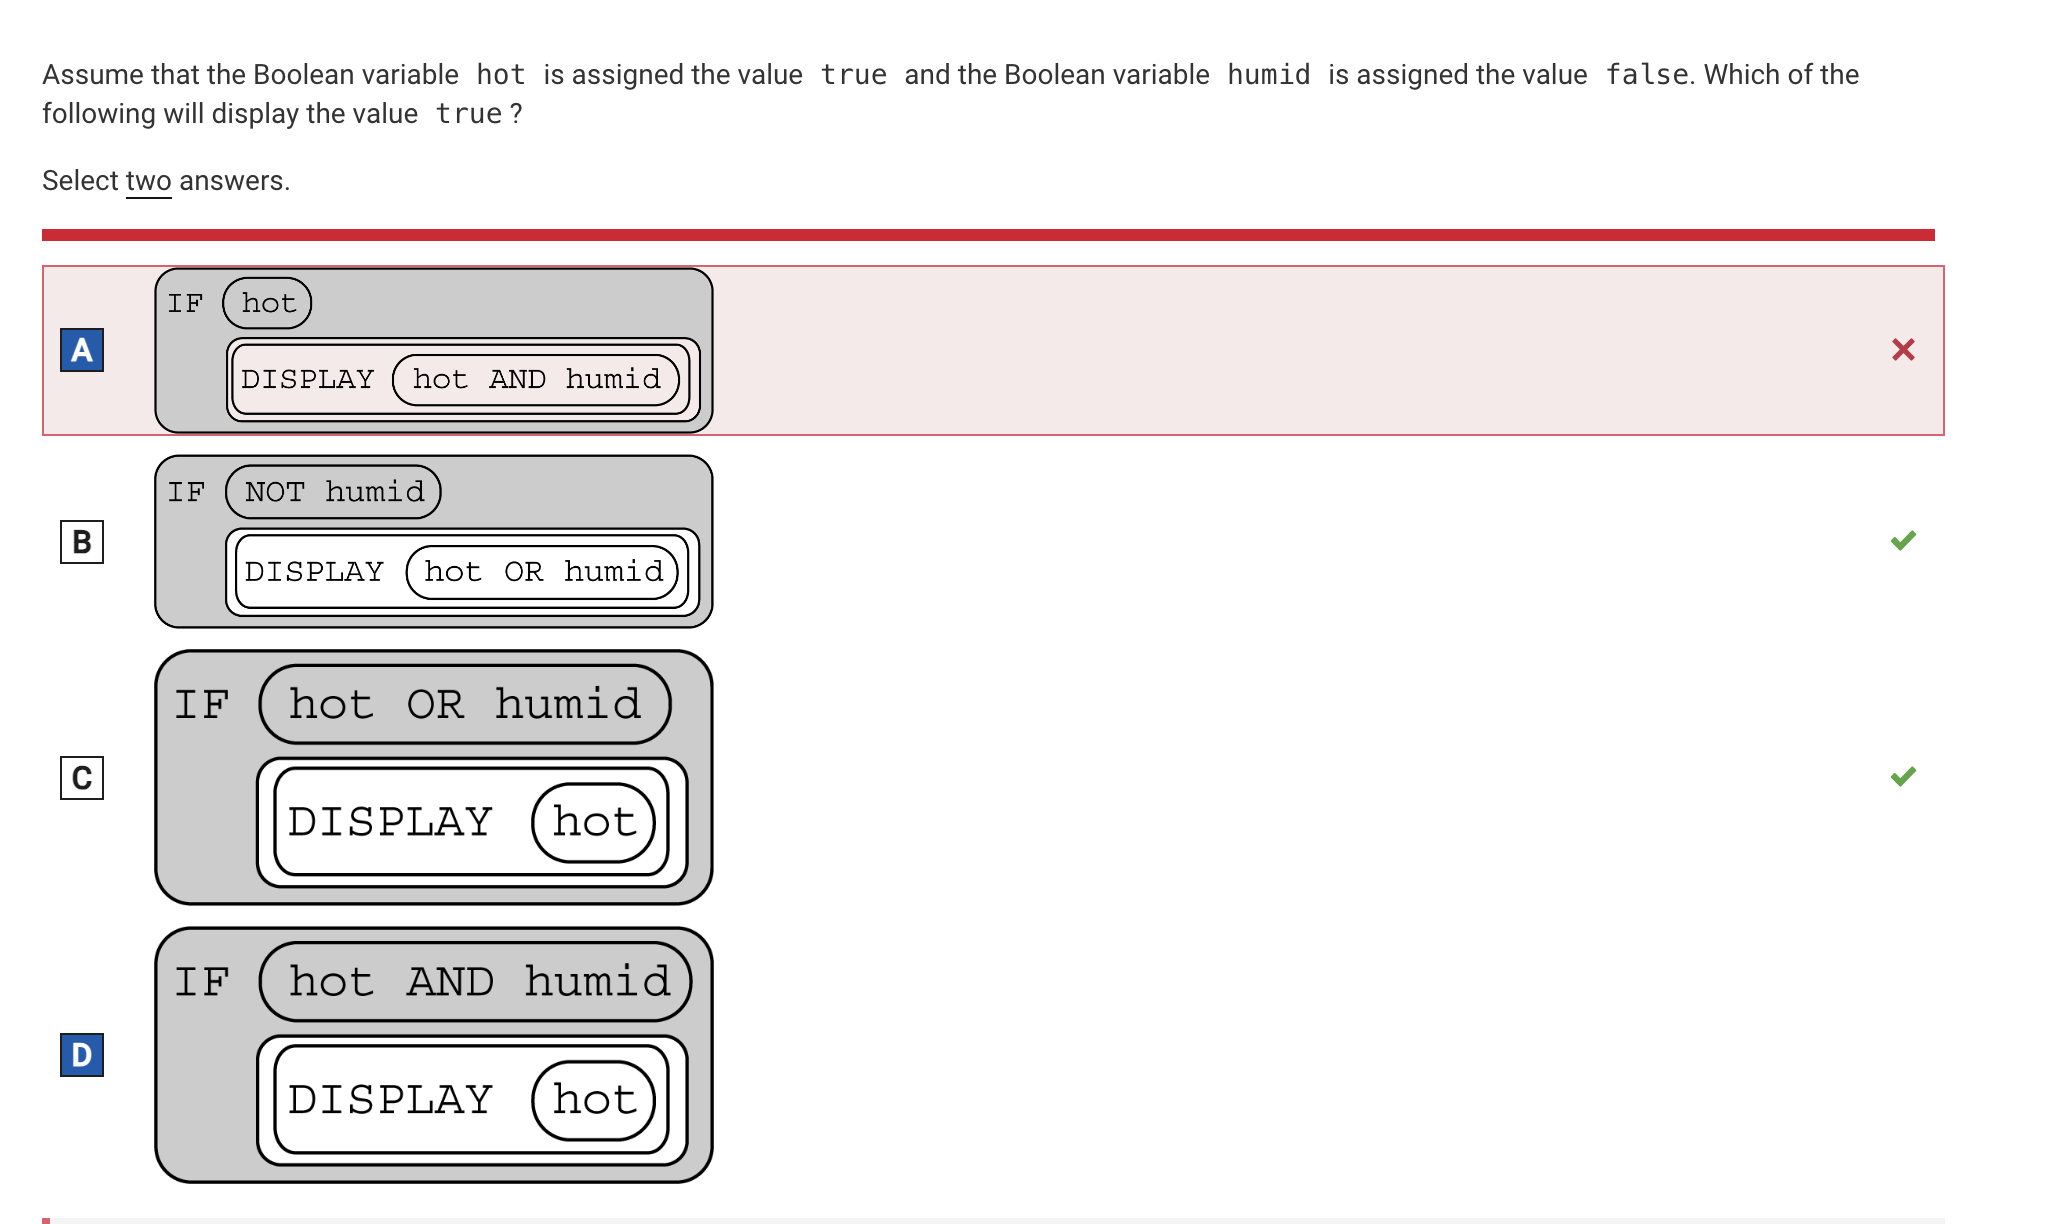 Assume that the Boolean variable hot is assigned the value true and the Boolean variable humid is assigned the value false. Which of the
following will display the value true ?
Select two answers.
A
IF hot
DISPLAY hot AND humid
B
IF NOT humid
DISPLAY hot OR humid
C
IF hot OR humid
DISPLAY hot
D
IF hot AND humid
DISPLAY hot